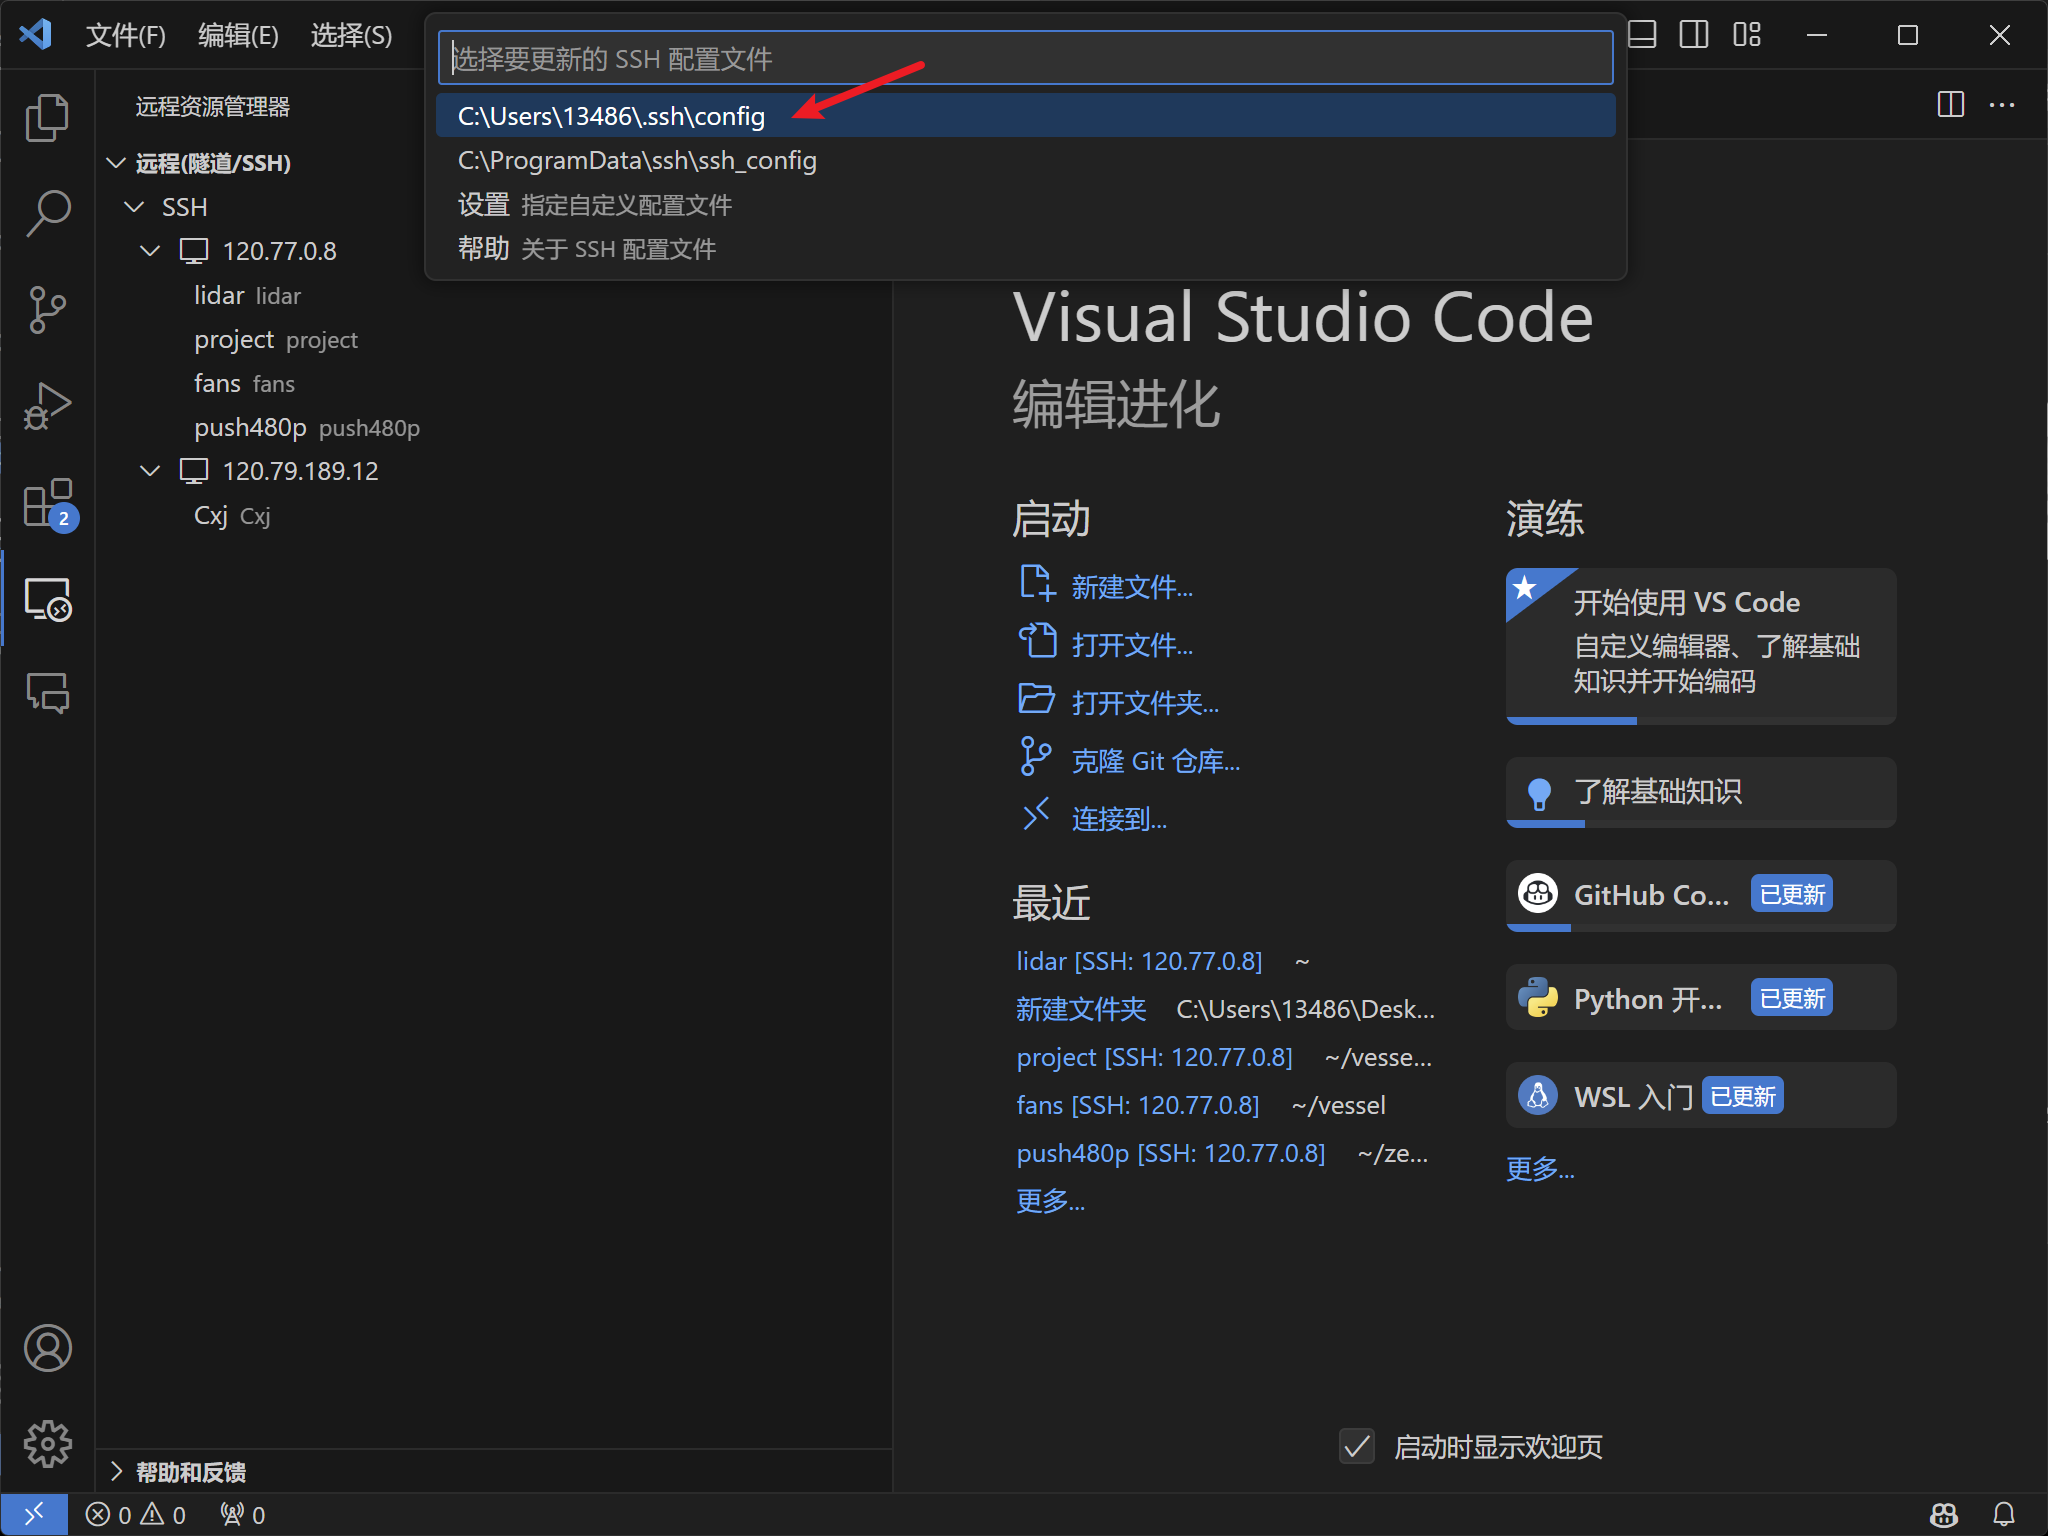 文件(F) 编辑(E) 选择(S)
选择要更新的 SSH 配置文件
C:\Users\13486\.ssh\config
C:\ProgramData\ssh\ssh_config
设置 指定自定义配置文件
帮助 关于 SSH 配置文件
远程资源管理器
远程(隧道/SSH)
SSH
120.77.0.8
lidar lidar
project project
fans fans
push480p push480p
120.79.189.12
Cxj Cxj
2
帮助和反馈
Visual Studio Code
编辑进化
启动
新建文件...
打开文件...
打开文件夹...
克隆 Git 仓库...
连接到...
最近
lidar [SSH: 120.77.0.8] ~
新建文件夹 C:\Users\13486\Desk...
project [SSH: 120.77.0.8] ~/vesse...
fans [SSH: 120.77.0.8] ~/vessel
push480p [SSH: 120.77.0.8] ~/ze...
更多...
演练
开始使用 VS Code
自定义编辑器、了解基础
知识并开始编码
了解基础知识
GitHub Co... 已更新
Python 开... 已更新
WSL 入门 已更新
更多...
启动时显示欢迎页
0 0 0